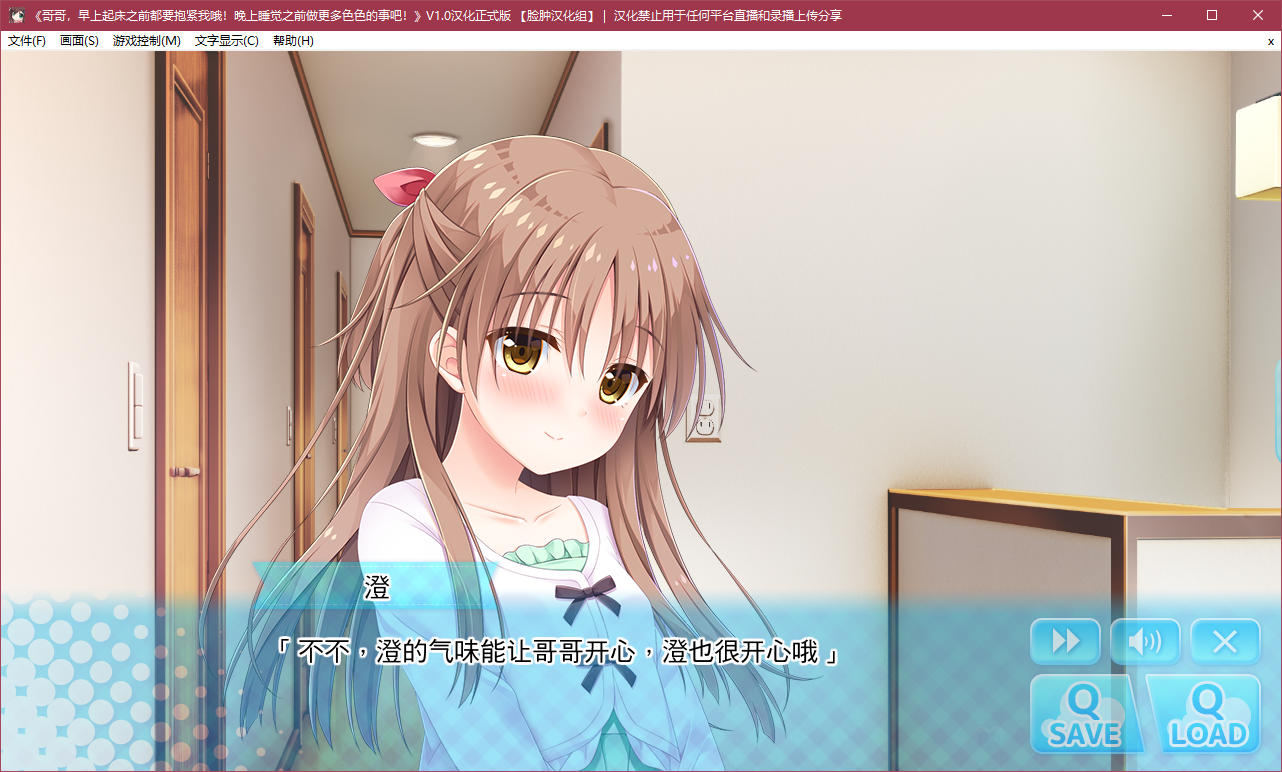 《哥哥，早上起床之前都要抱紧我哦！晚上睡觉之前做更多色色的事吧！》V1.0汉化正式版 【脸肿汉化组】 | 汉化禁止用于任何平台直播和录播上传分享
文件(F) 画面(S) 游戏控制(M) 文字显示(C) 帮助(H) x
澄
「 不不，澄的气味能让哥哥开心，澄也很开心哦 」
Q SAVE Q LOAD